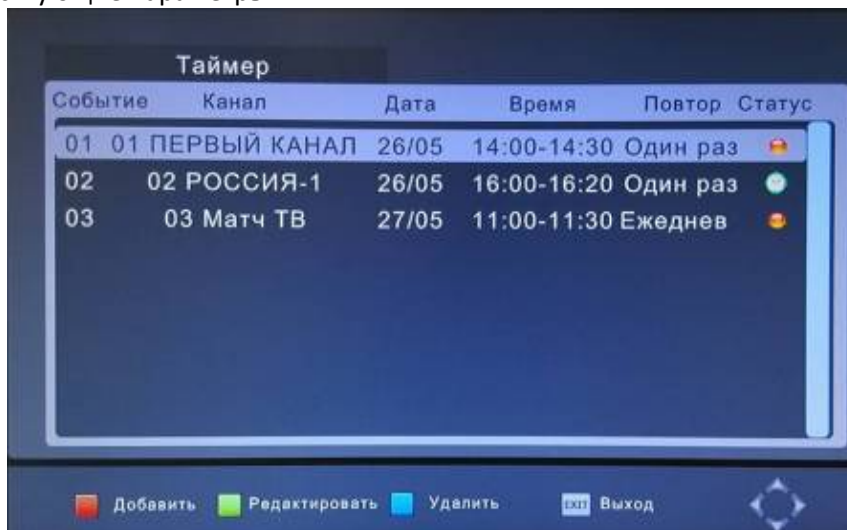 Таймер
Событие Канал Дата Время Повтор Статус
01 01 ПЕРВЫЙ КАНАЛ 26/05 14:00-14:30 Один раз
02 02 РОССИЯ-1 26/05 16:00-16:20 Один раз
03 03 Матч ТВ 27/05 11:00-11:30 Ежеднев
Добавить Редактировать Удалить EXIT Выход